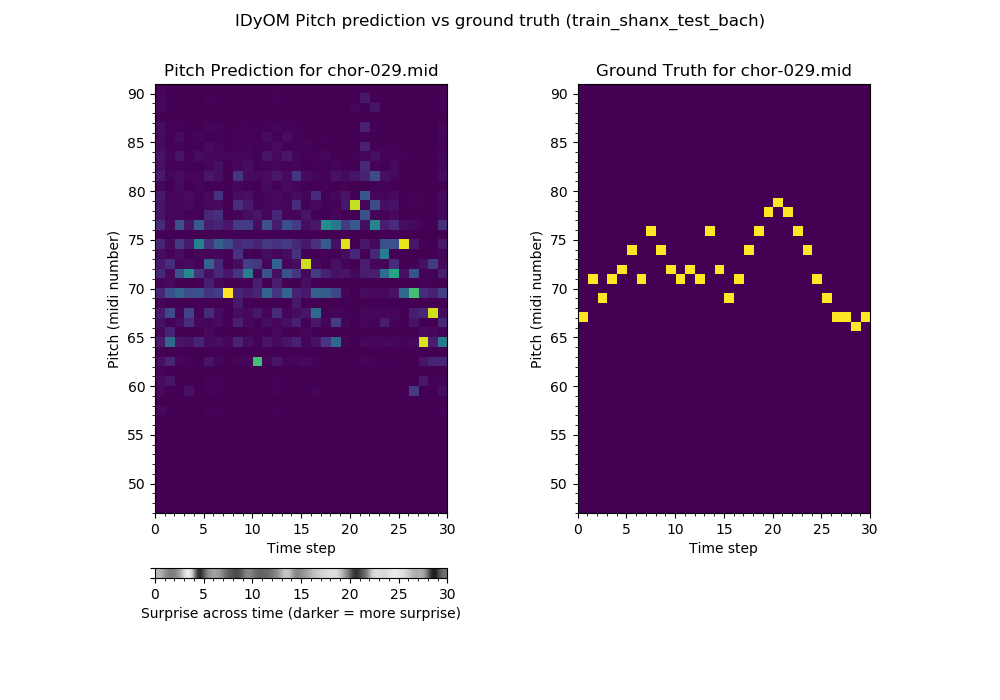 IDyOM Pitch prediction vs ground truth (train_shanx_test_bach)
Pitch Prediction for chor-029.mid
Pitch (midi number)
90
85
80
75
70
65
60
55
50
0 5 10 15 20 25 30
Time step
0 5 10 15 20 25 30
Surprise across time (darker = more surprise)
Ground Truth for chor-029.mid
Pitch (midi number)
90
85
80
75
70
65
60
55
50
0 5 10 15 20 25 30
Time step